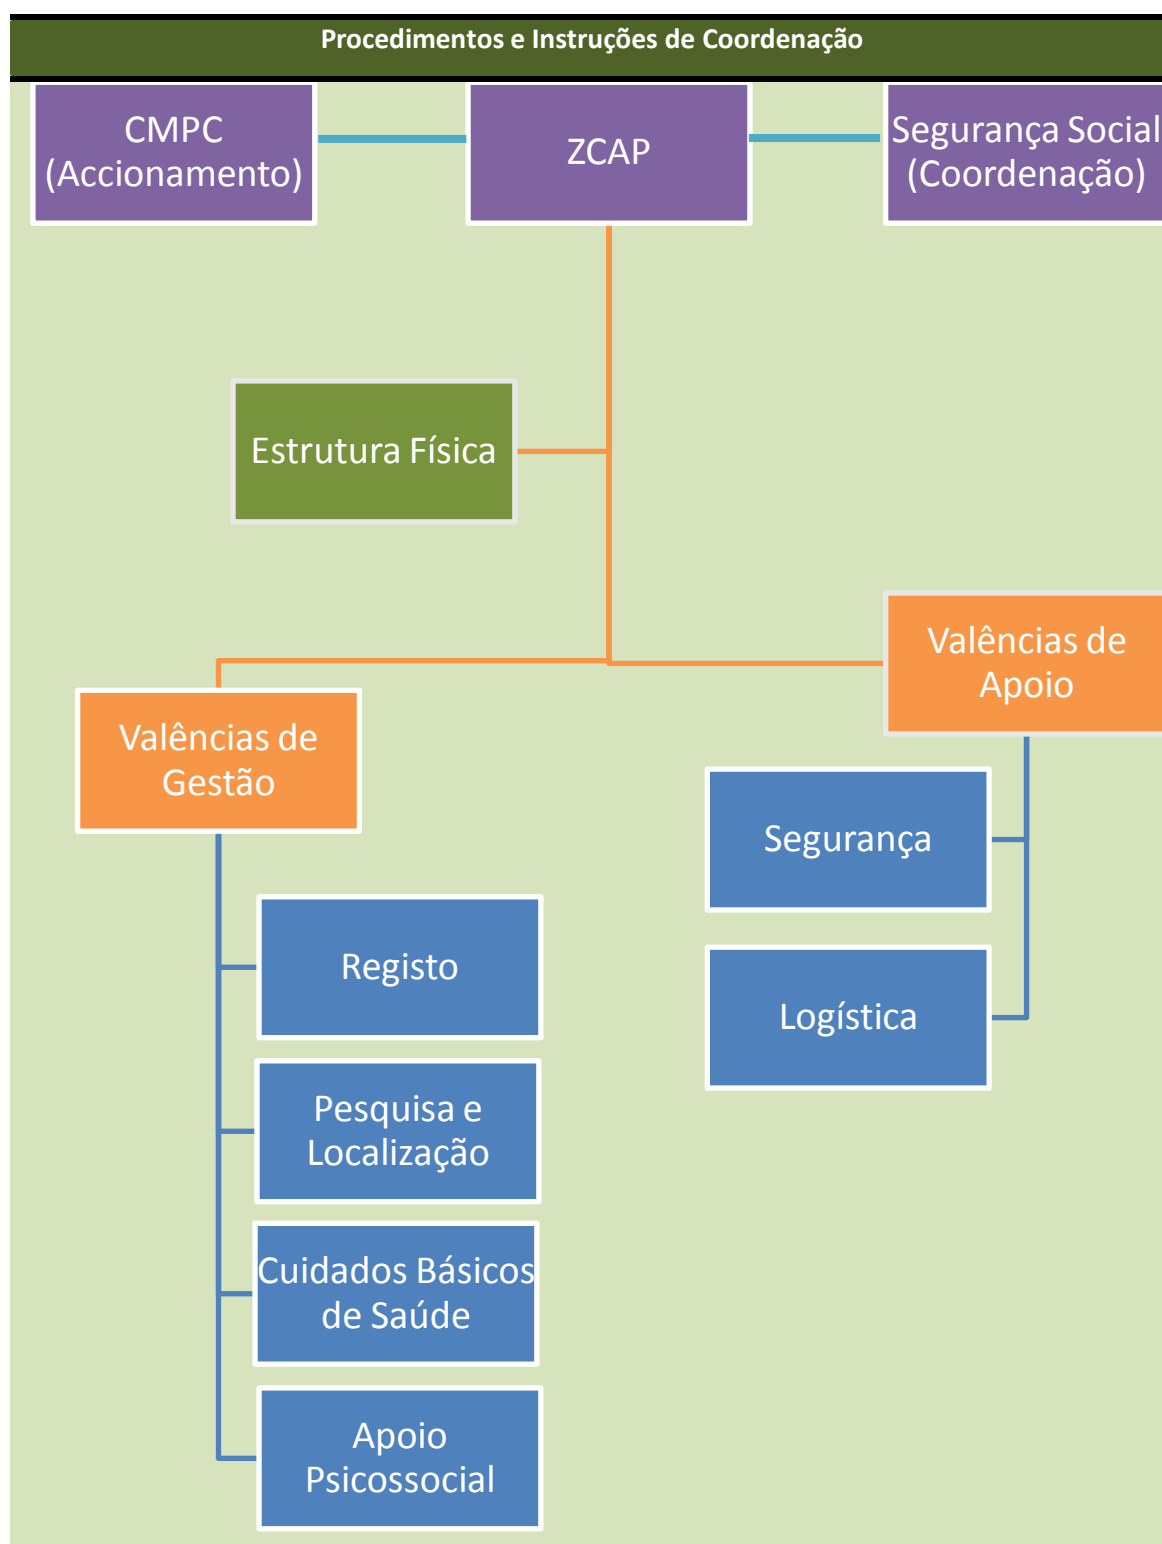 Procedimentos e Instruções de Coordenação
CMPC
(Accionamento)
ZCAP
Segurança Social
(Coordenação)
Estrutura Física
Valências de
Apoio
Valências de
Gestão
Segurança
Registo
Logística
Pesquisa e
Localização
Cuidados Básicos
de Saúde
Apoio
Psicossocial